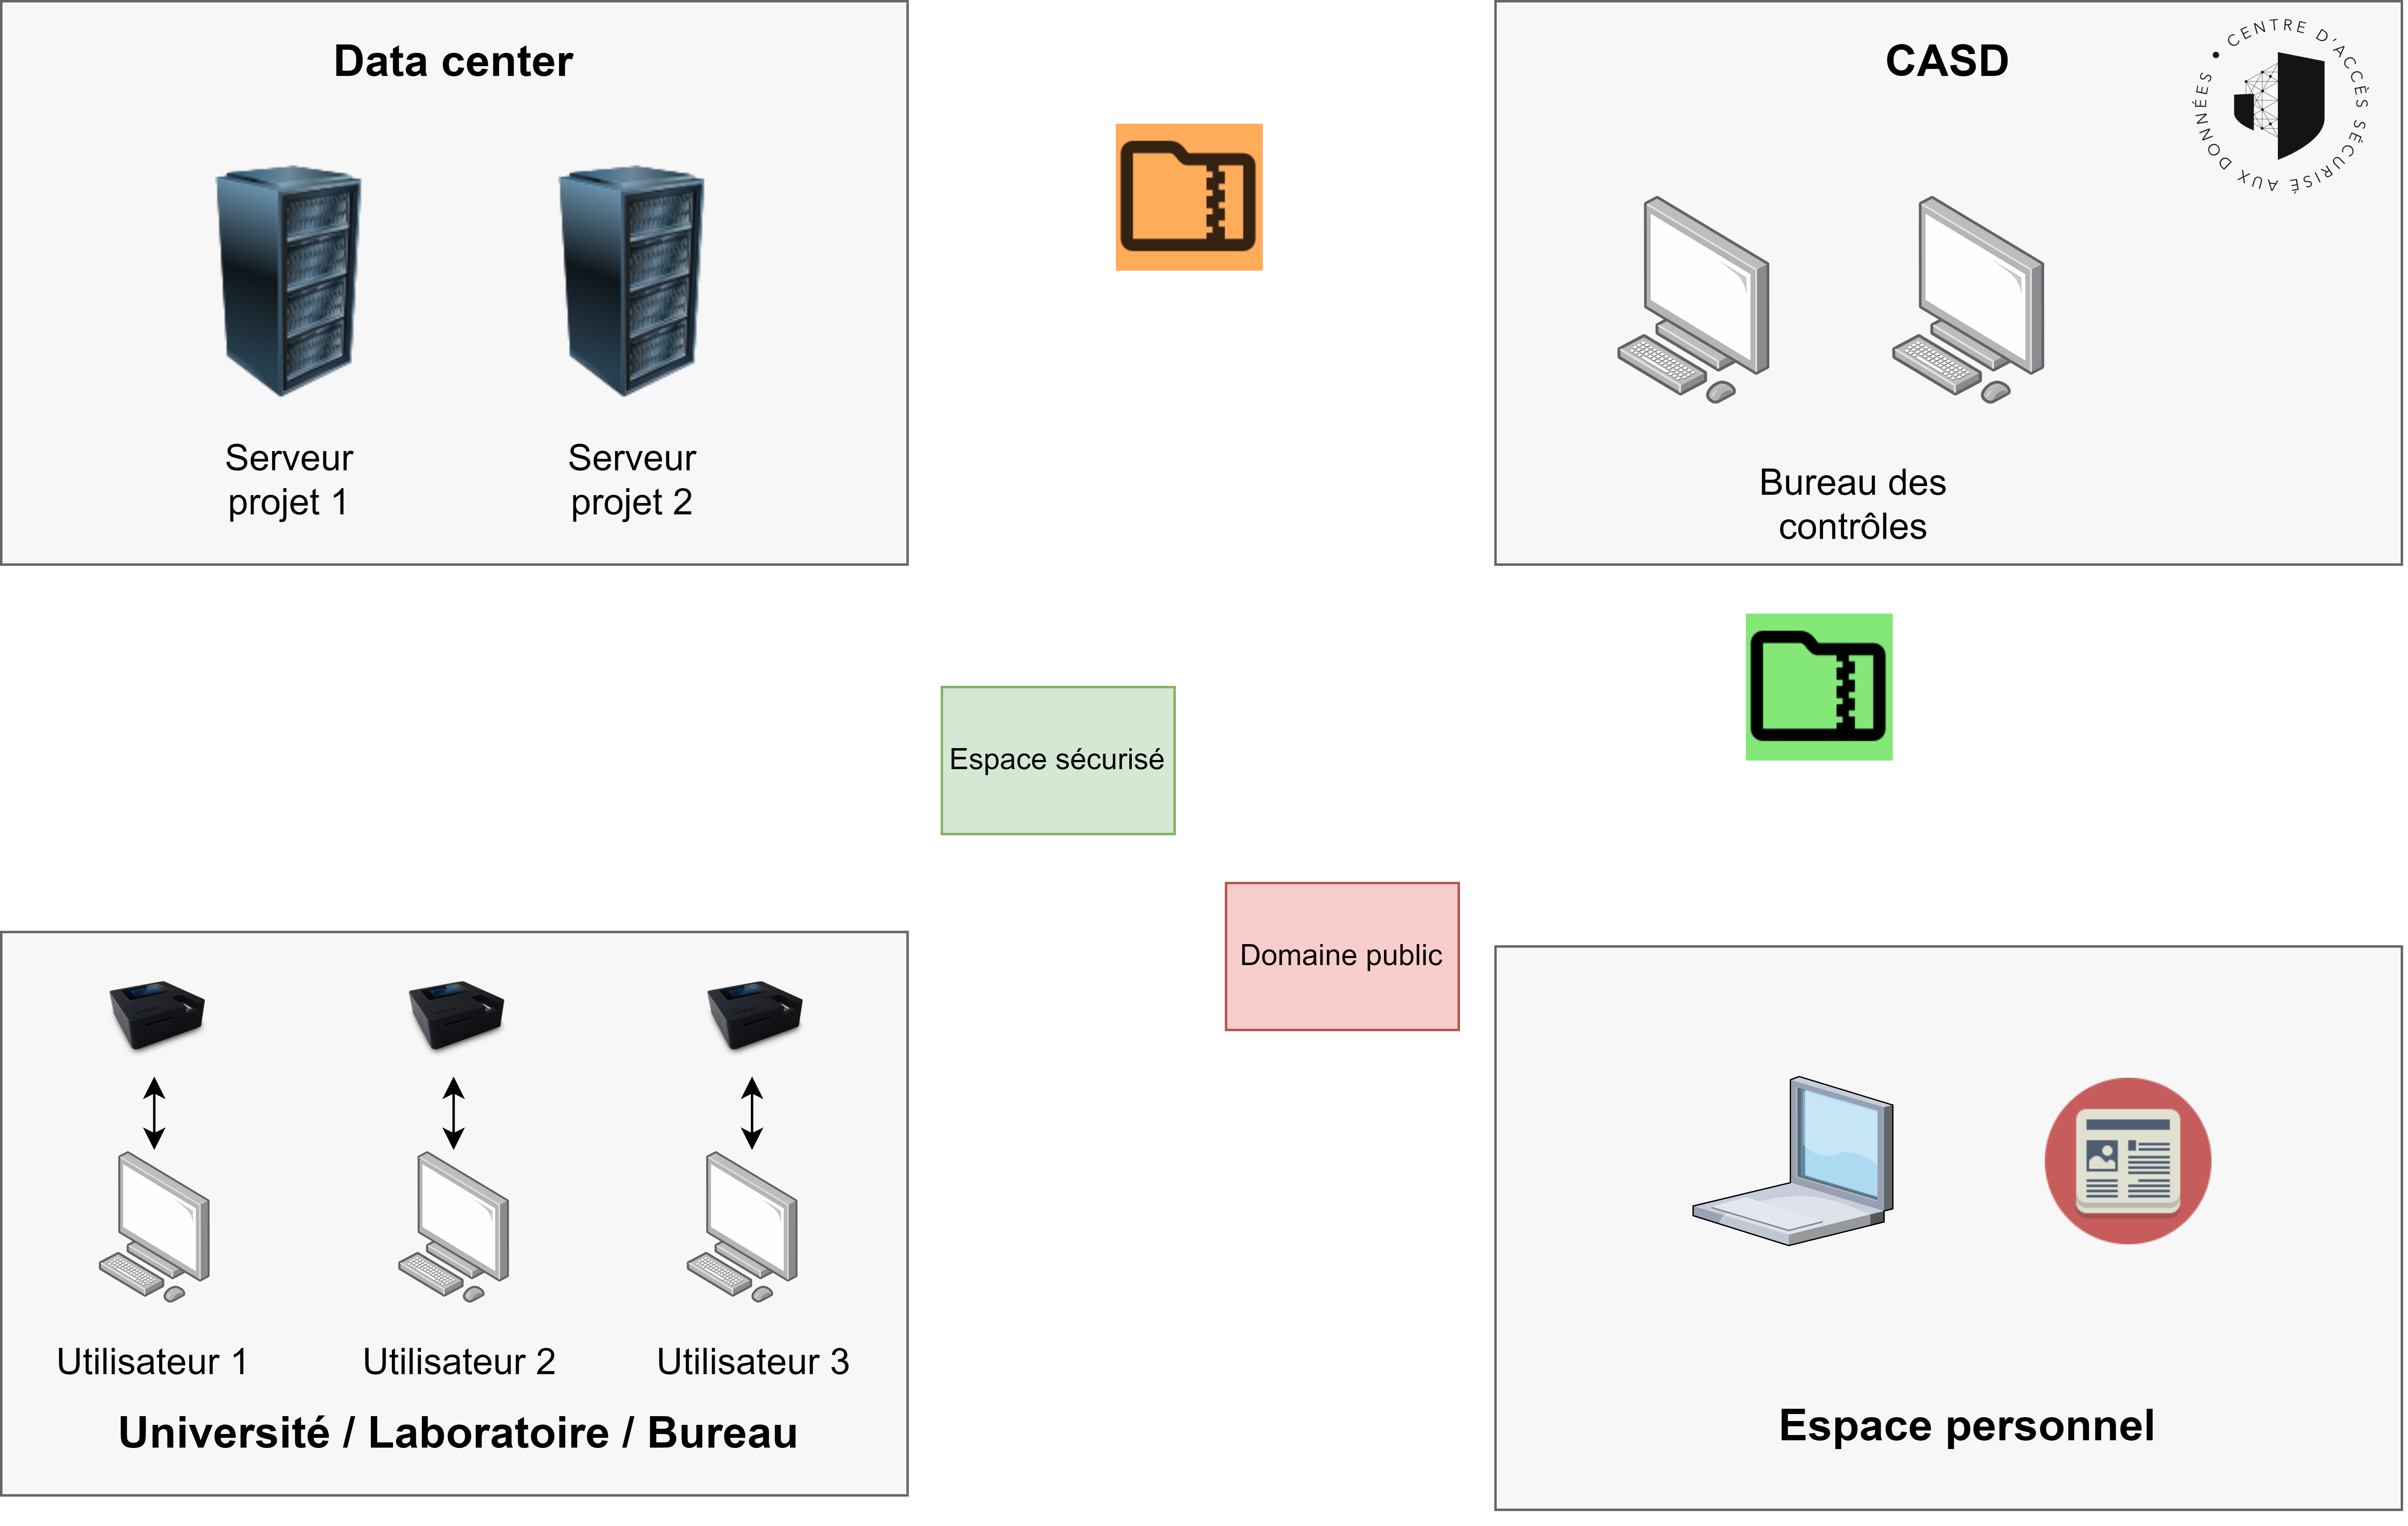 Data center
CASD
CENTRE D'ACCÈS SÉCURISÉ AUX DONNÉES
Serveur
projet 1
Serveur
projet 2
Bureau des
contrôles
Espace sécurisé
Domaine public
Utilisateur 1
Utilisateur 2
Utilisateur 3
Université / Laboratoire / Bureau
Espace personnel